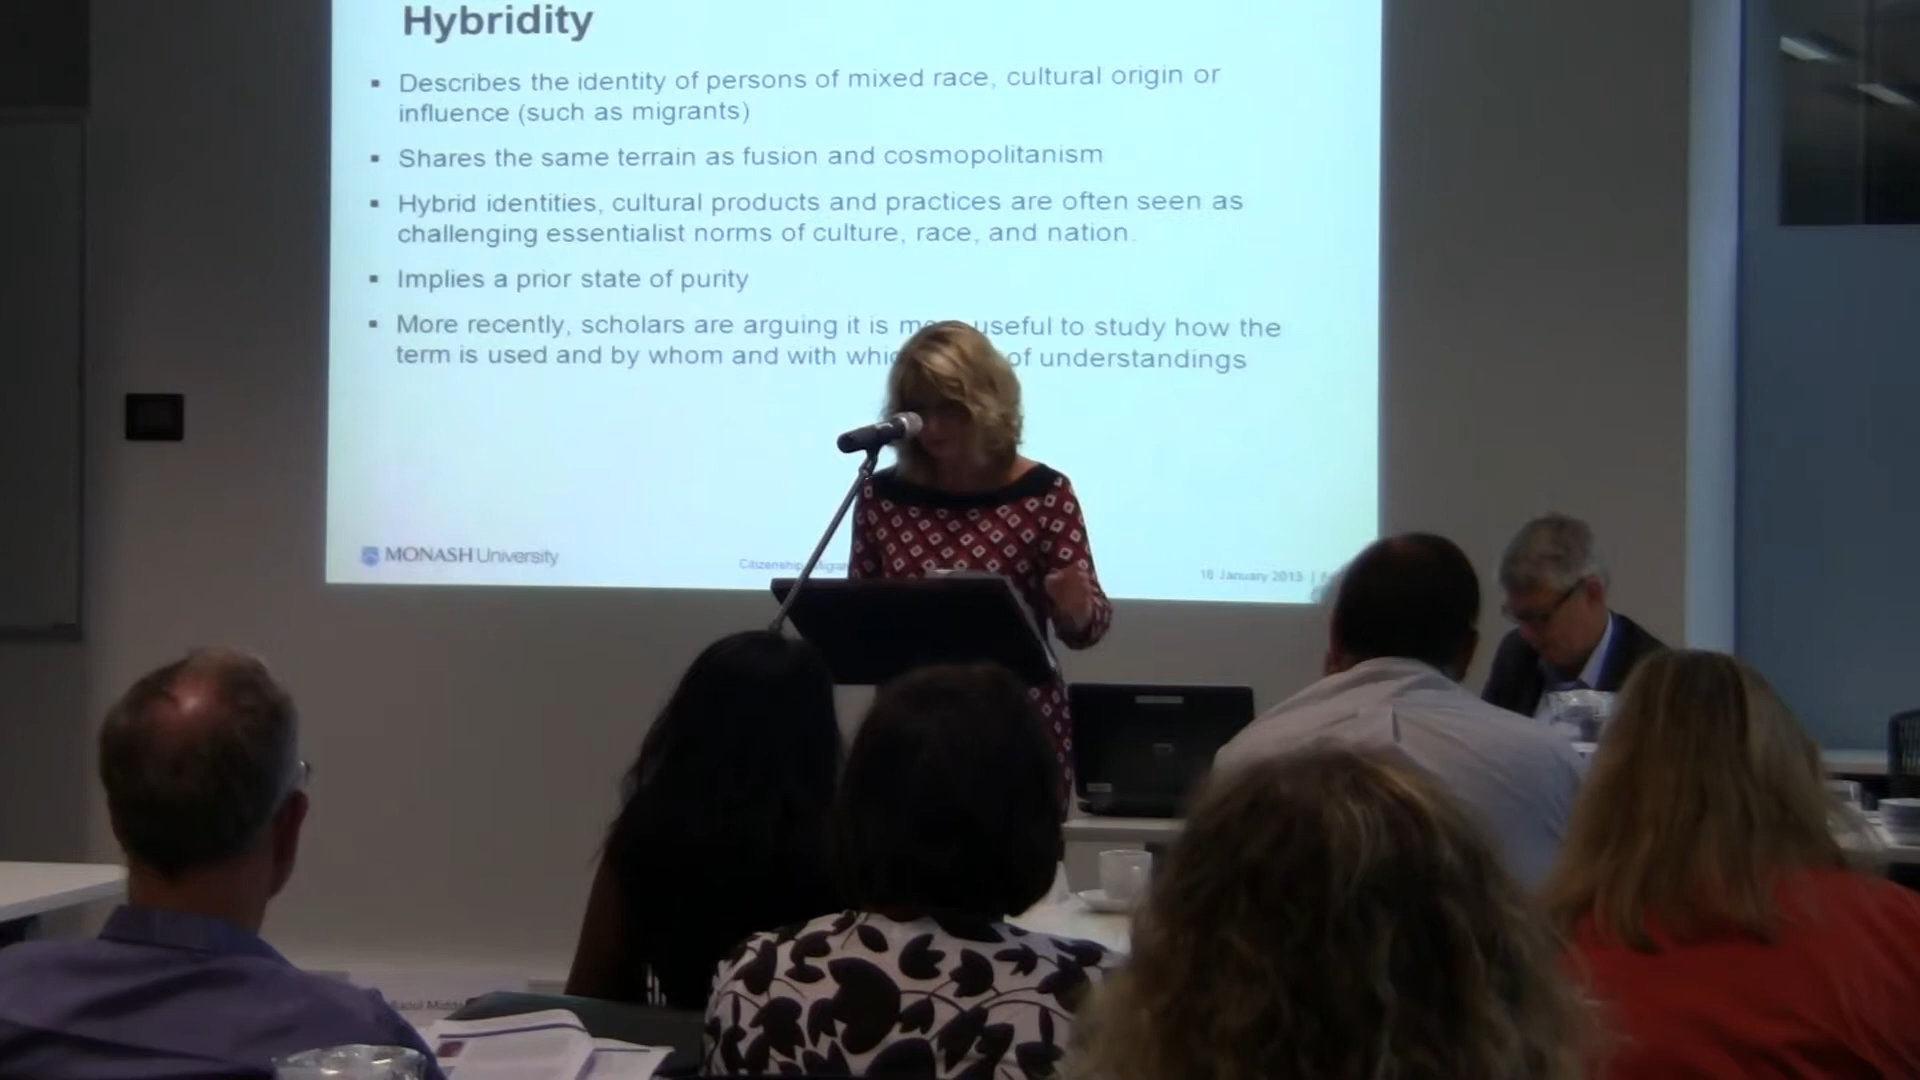 Hybridity
Describes the identity of persons of mixed race, cultural origin or
influence (such as migrants)
Shares the same terrain as fusion and cosmopolitanism
Hybrid identities, cultural products and practices are often seen as
challenging essentialist norms of culture, race, and nation.
Implies a prior state of purity
More recently, scholars are arguing it is useful to study how the
term is used and by whom and with of understandings
MONASH University
Citizenship
18 January 2013 |